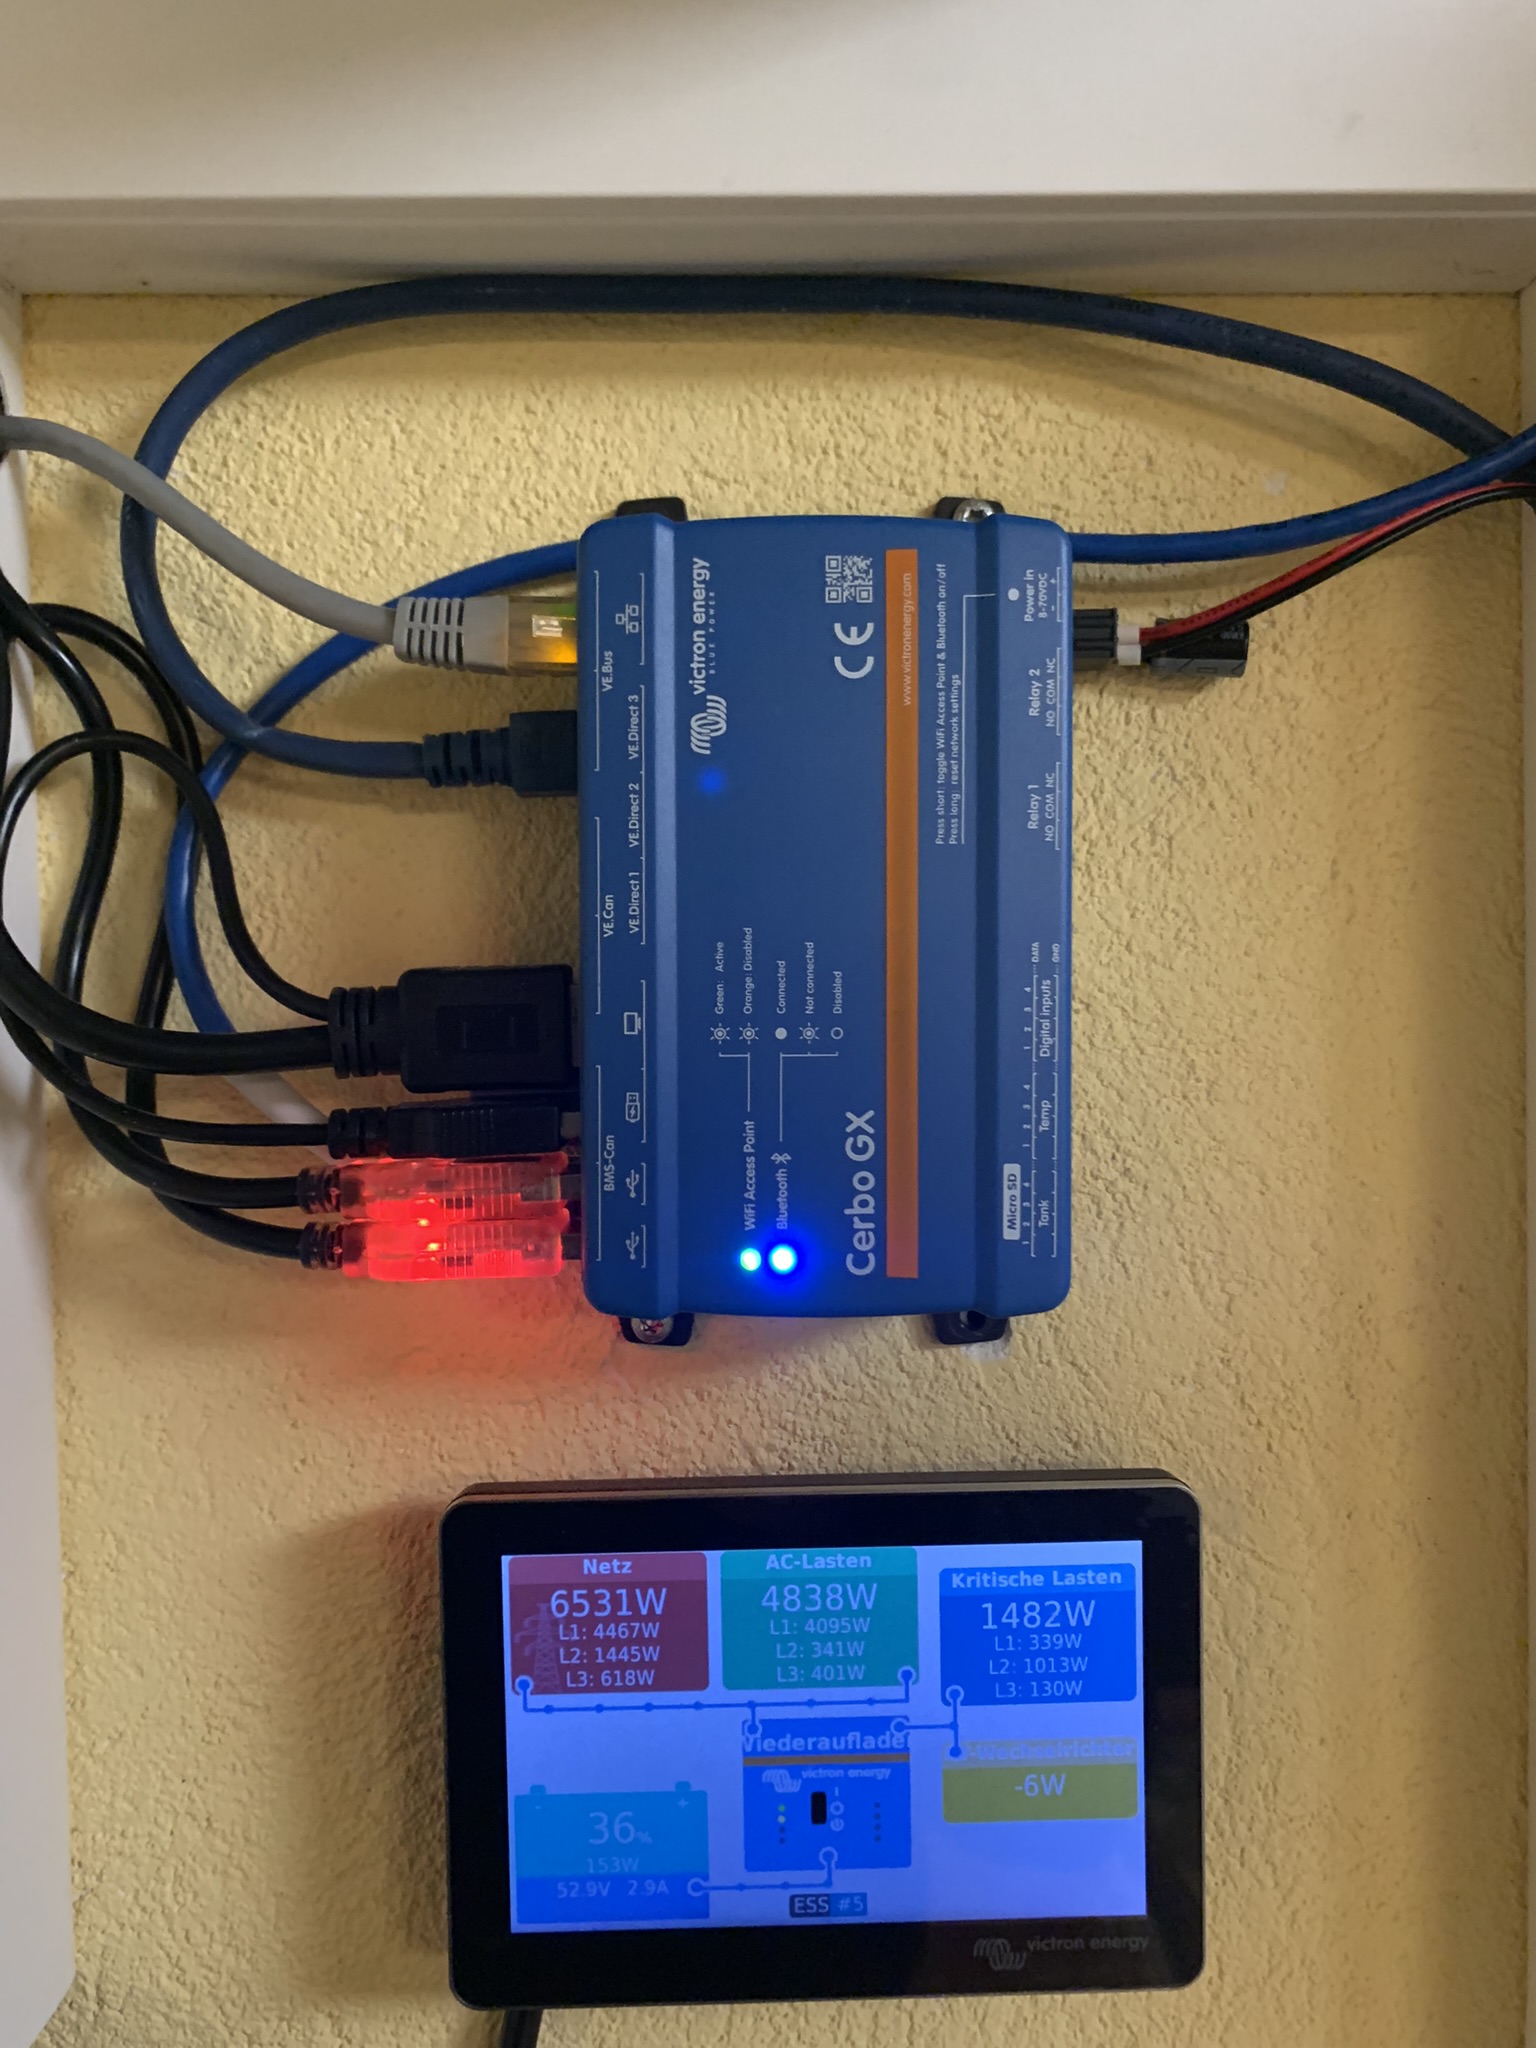 victron energy
BLUE POWER
CE
www.victronenergy.com
Press short: toggle WiFi Access Point & Bluetooth on/off
Press long: reset network settings
Power in
8-70VDC
- +
Relay 2
NO COM NC
Relay 1
NO COM NC
VE.Bus
VE.Can
BMS-Can
VE.Direct 3
VE.Direct 2
VE.Direct 1
Green: Active
Orange: Disabled
Connected
Not connected
Disabled
WiFi Access Point
Bluetooth
Cerbo GX
DATA
GND
1 2 3 4
Digital inputs
1 2 3 4
Temp
Micro SD
1 2 3 4
Tank
Netz
6531W
L1: 4467W
L2: 1445W
L3: 618W
AC-Lasten
4838W
L1: 4095W
L2: 341W
L3: 401W
Kritische Lasten
1482W
L1: 339W
L2: 1013W
L3: 130W
Wiederauflade
victron energy
-Wechselrichter
-6W
- +
36%
153W
52.9V 2.9A
ESS #5
victron energy